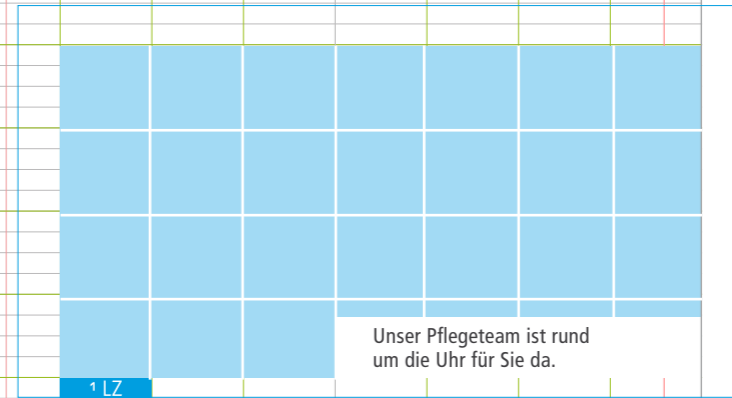 Unser Pflegeteam ist rund
um die Uhr für Sie da.
1 LZ